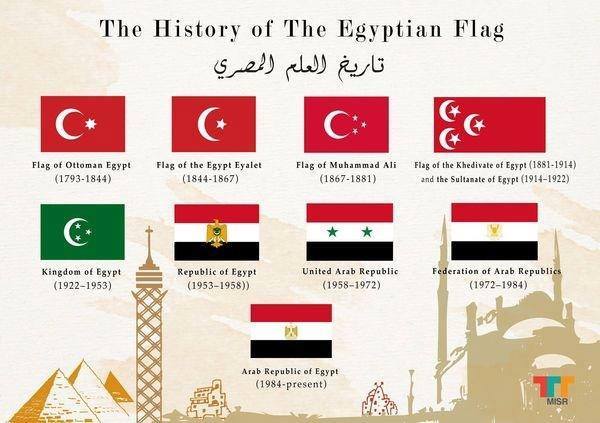 The History of The Egyptian Flag
تاريخ العلم المصري
Flag of Ottoman Egypt
(1793-1844)
Flag of the Egypt Eyalet
(1844-1867)
Flag of Muhammad Ali
(1867-1881)
Flag of the Khedivate of Egypt (1881-1914)
and the Sultanate of Egypt (1914–1922)
Kingdom of Egypt
(1922–1953)
Republic of Egypt
(1953–1958))
United Arab Republic
(1958–1972)
Federation of Arab Republics
(1972–1984)
Arab Republic of Egypt
(1984-present)
MISR